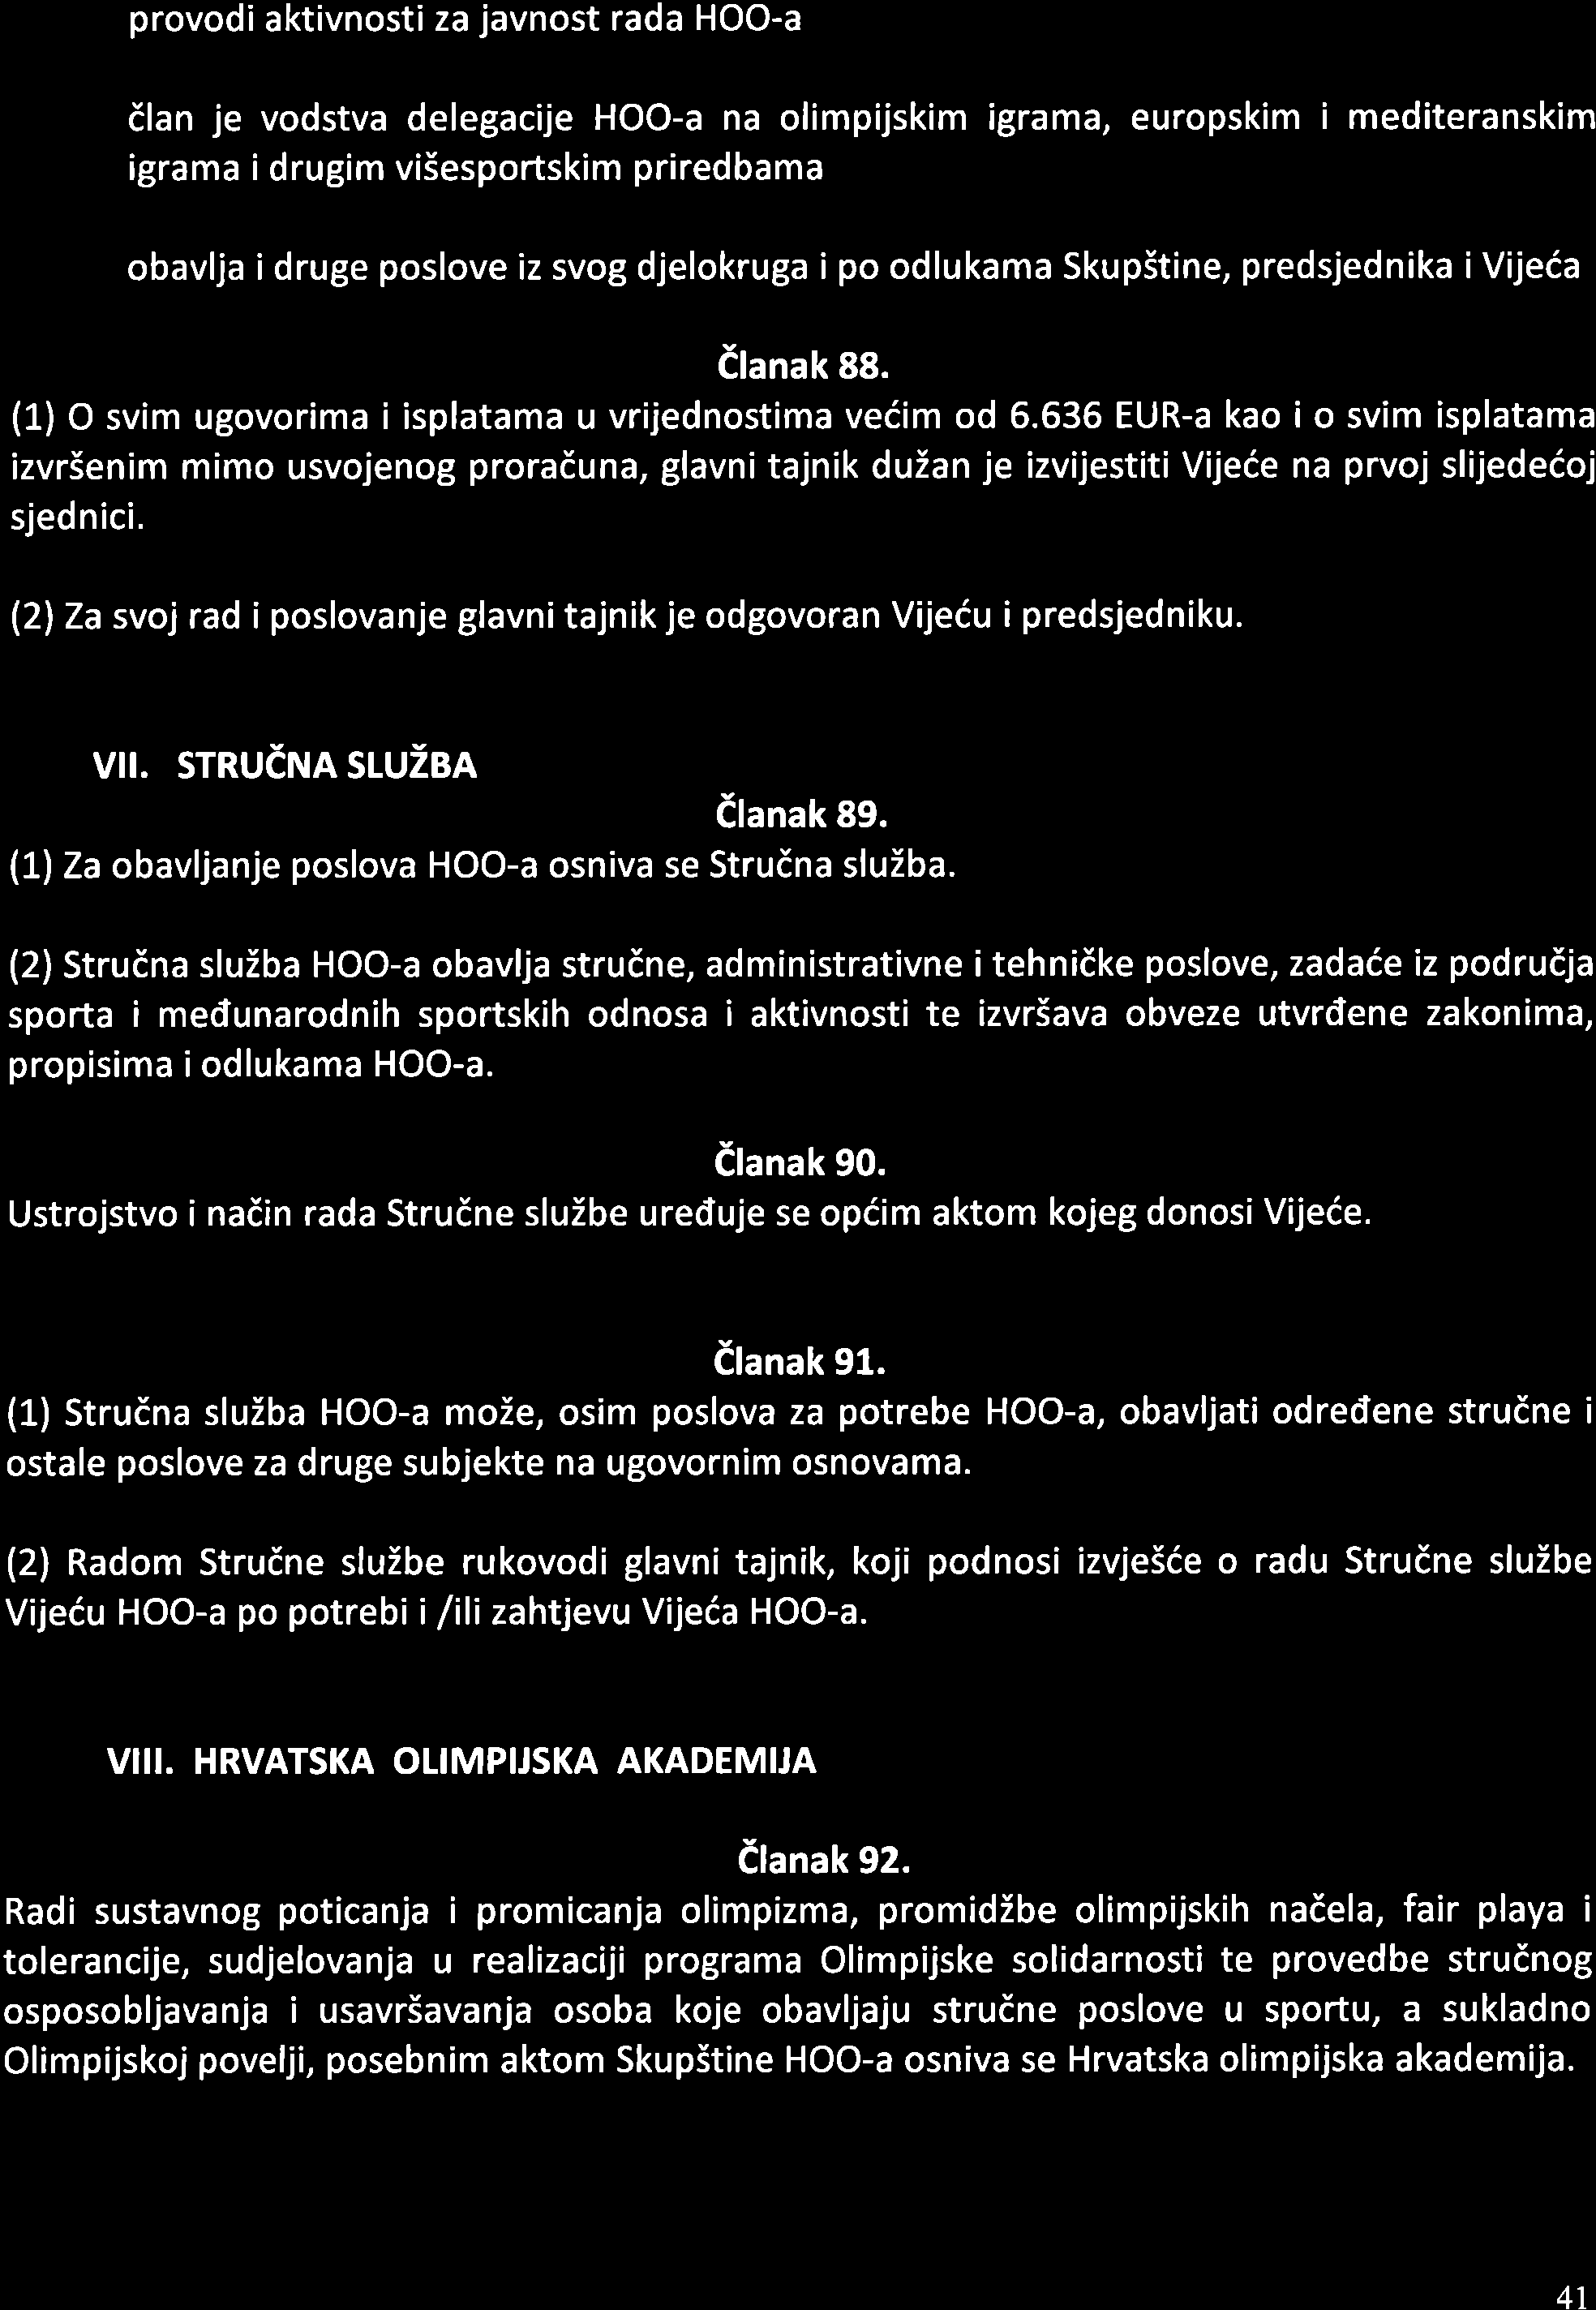 provodi aktivnosti za javnost rada HOO-a
član je vodstva delegacije HOO-a na olimpijskim igrama, europskim i mediteranskim
igrama i drugim višesportskim priredbama
obavlja i druge poslove iz svog djelokruga i po odlukama Skupštine, predsjednika i Vijeća
Članak 88.
(1) O svim ugovorima i isplatama u vrijednostima većim od 6.636 EUR-a kao i o svim isplatama
izvršenim mimo usvojenog proračuna, glavni tajnik dužan je izvijestiti Vijeće na prvoj slijedećoj
sjednici.
(2) Za svoj rad i poslovanje glavni tajnik je odgovoran Vijeću i predsjedniku.
VII. STRUČNA SLUŽBA
Članak 89.
(1) Za obavljanje poslova HOO-a osniva se Stručna služba.
(2) Stručna služba HOO-a obavlja stručne, administrativne i tehničke poslove, zadaće iz područja
sporta i međunarodnih sportskih odnosa i aktivnosti te izvršava obveze utvrđene zakonima,
propisima i odlukama HOO-a.
Članak 90.
Ustrojstvo i način rada Stručne službe uređuje se općim aktom kojeg donosi Vijeće.
Članak 91.
(1) Stručna služba HOO-a može, osim poslova za potrebe HOO-a, obavljati određene stručne i
ostale poslove za druge subjekte na ugovornim osnovama.
(2) Radom Stručne službe rukovodi glavni tajnik, koji podnosi izvješće o radu Stručne službe
Vijeću HOO-a po potrebi i /ili zahtjevu Vijeća HOO-a.
VIII. HRVATSKA OLIMPIJSKA AKADEMIJA
Članak 92.
Radi sustavnog poticanja i promicanja olimpizma, promidžbe olimpijskih načela, fair playa i
tolerancije, sudjelovanja u realizaciji programa Olimpijske solidarnosti te provedbe stručnog
osposobljavanja i usavršavanja osoba koje obavljaju stručne poslove u sportu, a sukladno
Olimpijskoj povelji, posebnim aktom Skupštine HOO-a osniva se Hrvatska olimpijska akademija.
41